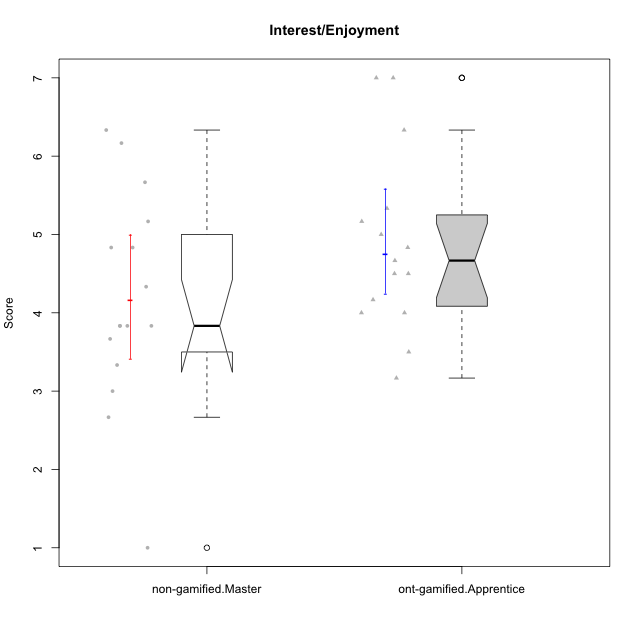 Interest/Enjoyment
7
6
5
4
3
2
1
Score
non-gamified.Master
ont-gamified.Apprentice